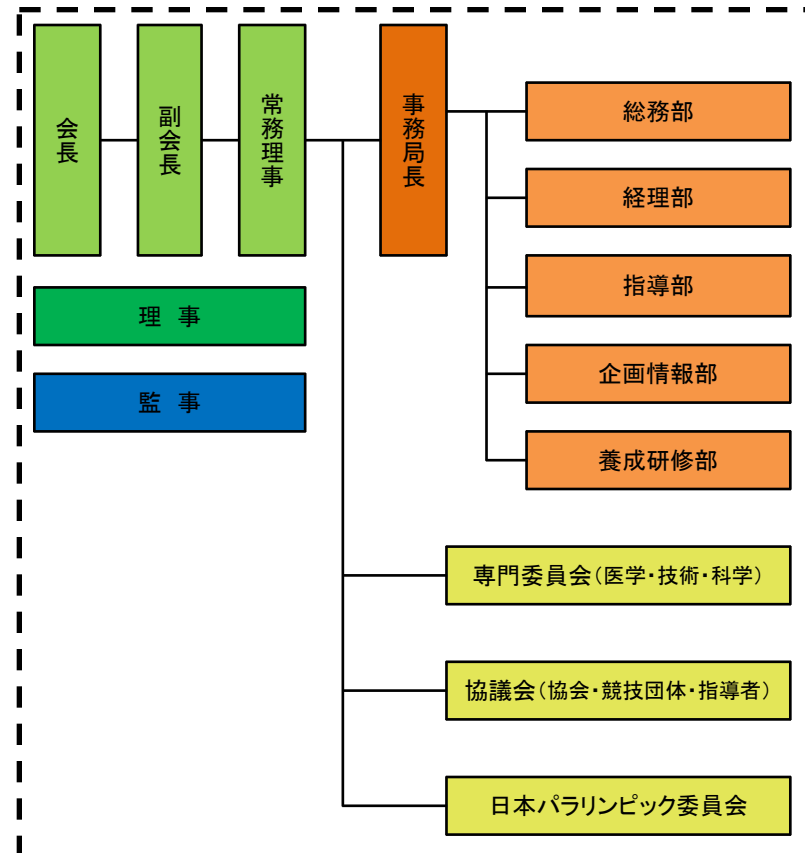 会長
副会長
常務理事
事務局長
総務部
経理部
指導部
企画情報部
養成研修部
理 事
監 事
専門委員会(医学・技術・科学)
協議会(協会・競技団体・指導者)
日本パラリンピック委員会